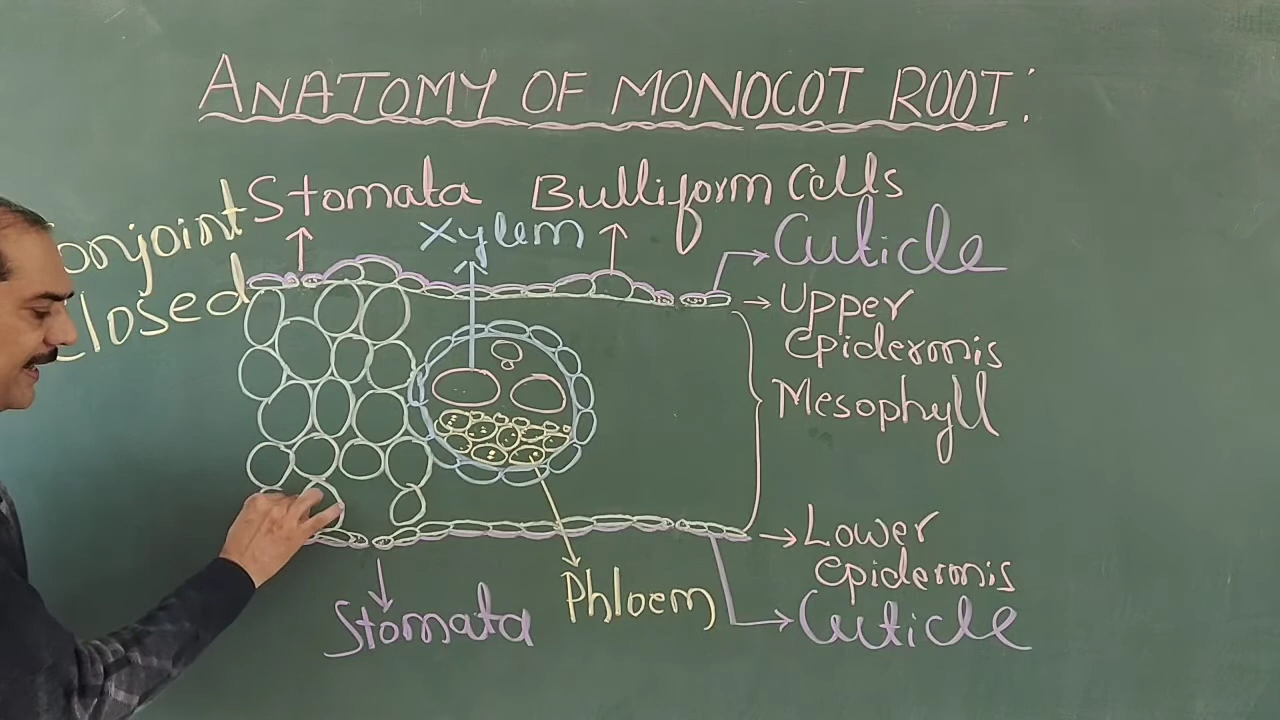 ANATOMY OF MONOCOT ROOT:
Stomata
Bulliform Cells
onjoint
losed
Xylem
Cuticle
Upper
epidermis
Mesophyll
Lower
epidermis
Cuticle
Phloem
Stomata